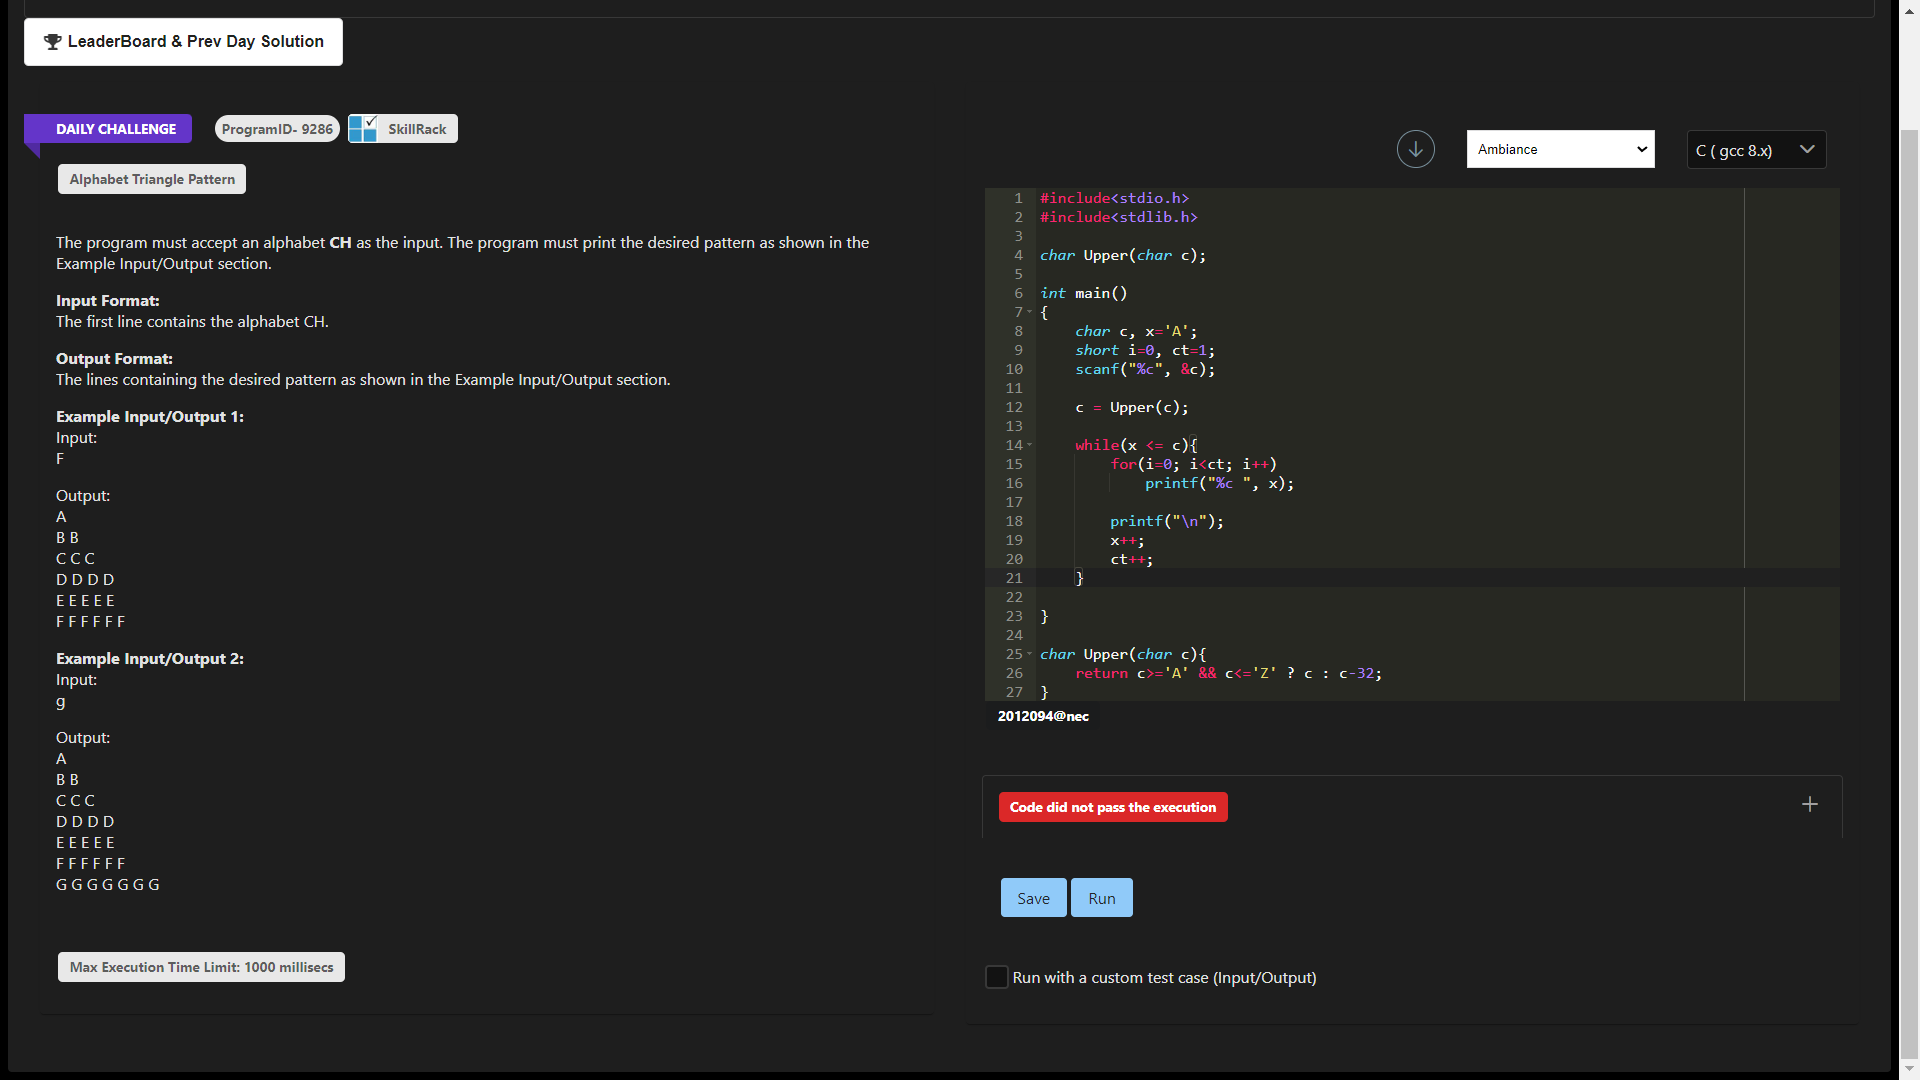 LeaderBoard & Prev Day Solution
DAILY CHALLENGE
ProgramID- 9286
SkillRack
Alphabet Triangle Pattern
The program must accept an alphabet CH as the input. The program must print the desired pattern as shown in the
Example Input/Output section.
Input Format:
The first line contains the alphabet CH.
Output Format:
The lines containing the desired pattern as shown in the Example Input/Output section.
Example Input/Output 1:
Input:
F
Output:
A
B B
C C C
D D D D
E E E E E
F F F F F F
Example Input/Output 2:
Input:
g
Output:
A
B B
C C C
D D D D
E E E E E
F F F F F F
G G G G G G G
Max Execution Time Limit: 1000 millisecs
Ambiance
C ( gcc 8.x)
1 #include<stdio.h>
2 #include<stdlib.h>
3
4 char Upper(char c);
5
6 int main()
7 {
8 char c, x='A';
9 short i=0, ct=1;
10 scanf("%c", &c);
11
12 c = Upper(c);
13
14 while(x <= c){
15 for(i=0; i<ct; i++)
16 printf("%c ", x);
17
18 printf("\n");
19 x++;
20 ct++;
21 }
22
23 }
24
25 char Upper(char c){
26 return c>='A' && c<='Z' ? c : c-32;
27 }
2012094@nec
Code did not pass the execution
Save
Run
Run with a custom test case (Input/Output)